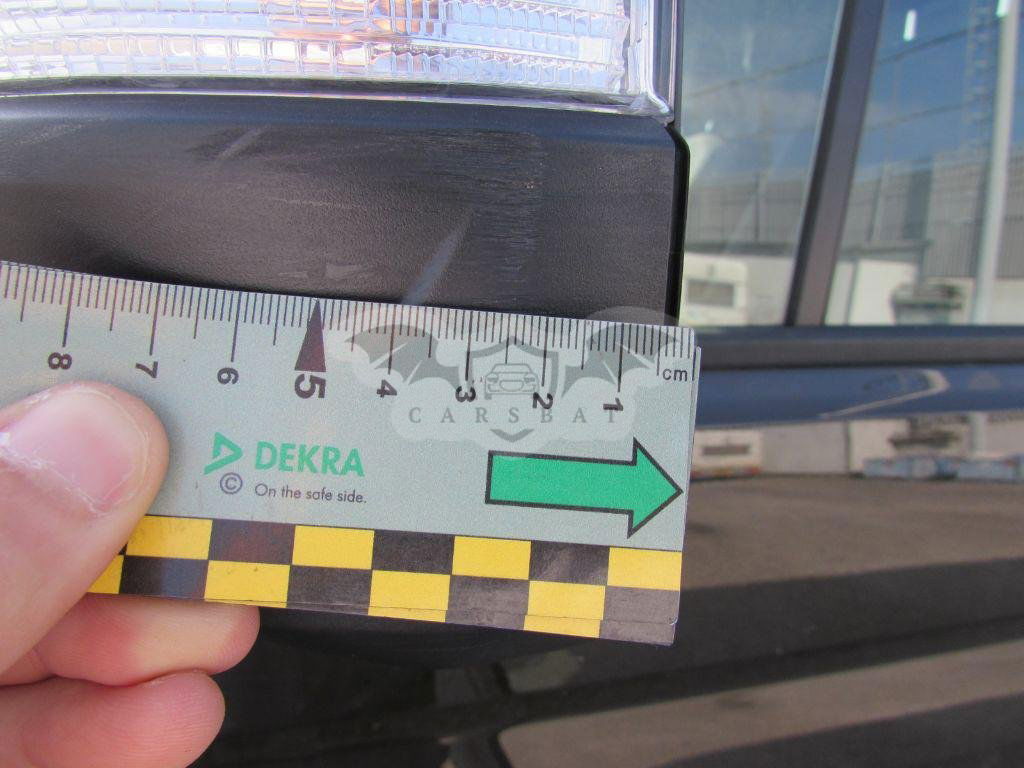 8 7 6 5 4 3 2 1 cm
CARSBAT
DEKRA
© On the safe side.